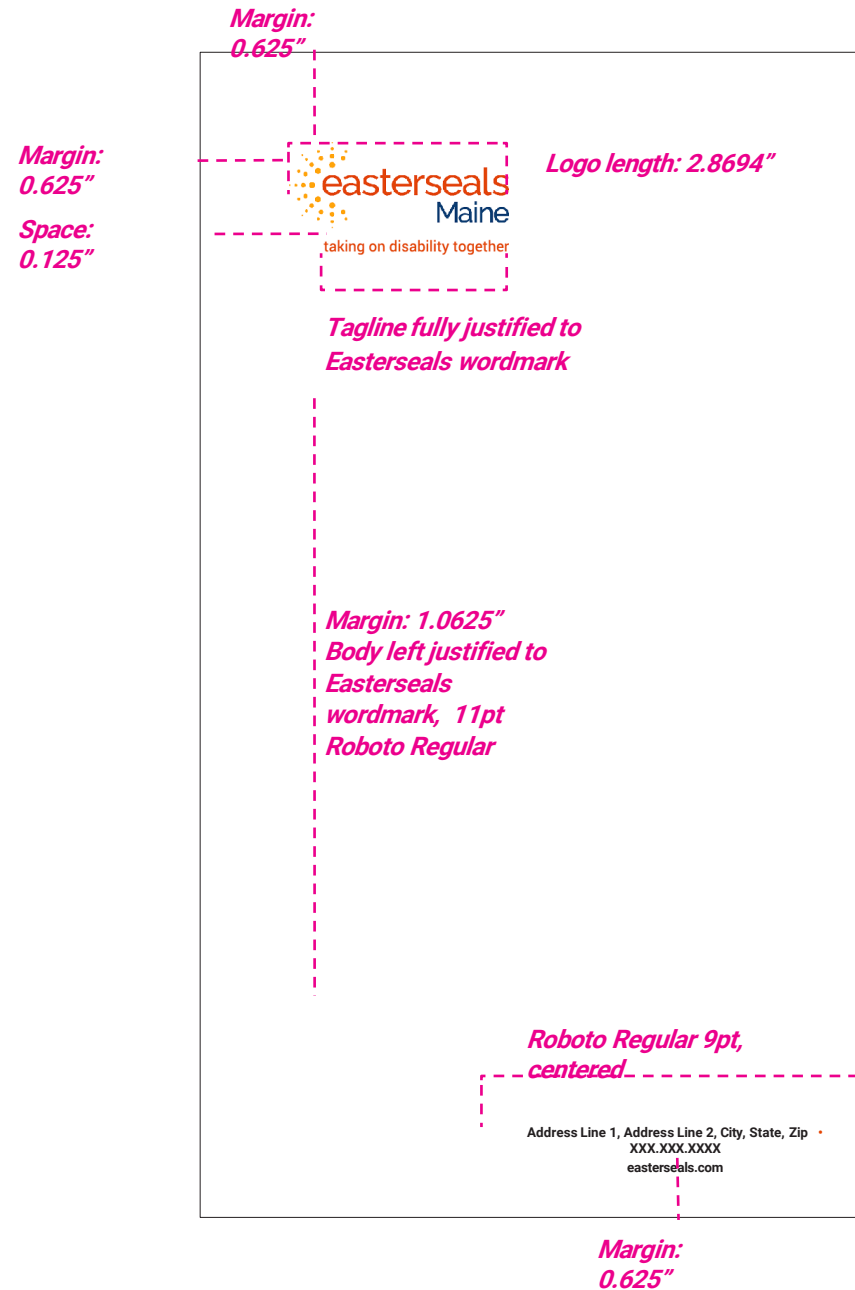 Margin:
0.625”
Margin:
0.625”
Logo length: 2.8694”
easterseals
Maine
Space:
0.125”
taking on disability together
Tagline fully justified to
Easterseals wordmark
Margin: 1.0625”
Body left justified to
Easterseals
wordmark, 11pt
Roboto Regular
Roboto Regular 9pt,
centered
Address Line 1, Address Line 2, City, State, Zip •
XXX.XXX.XXXX
easterseals.com
Margin:
0.625”